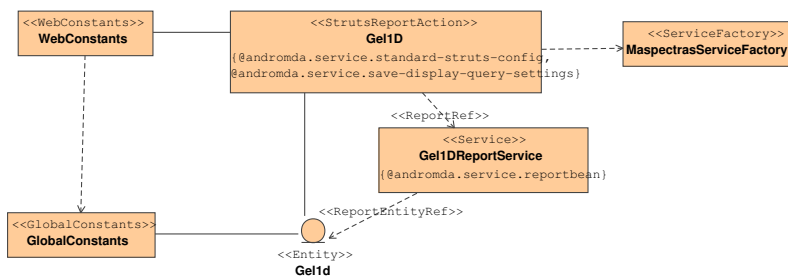 <<WebConstants>>
WebConstants
<<StrutsReportAction>>
Gel1D
{@andromda.service.standard-struts-config,
@andromda.service.save-display-query-settings}
<<ServiceFactory>>
MaspectrasServiceFactory
<<ReportRef>>
<<Service>>
Gel1DReportService
{@andromda.service.reportbean}
<<ReportEntityRef>>
<<GlobalConstants>>
GlobalConstants
<<Entity>>
Gel1d